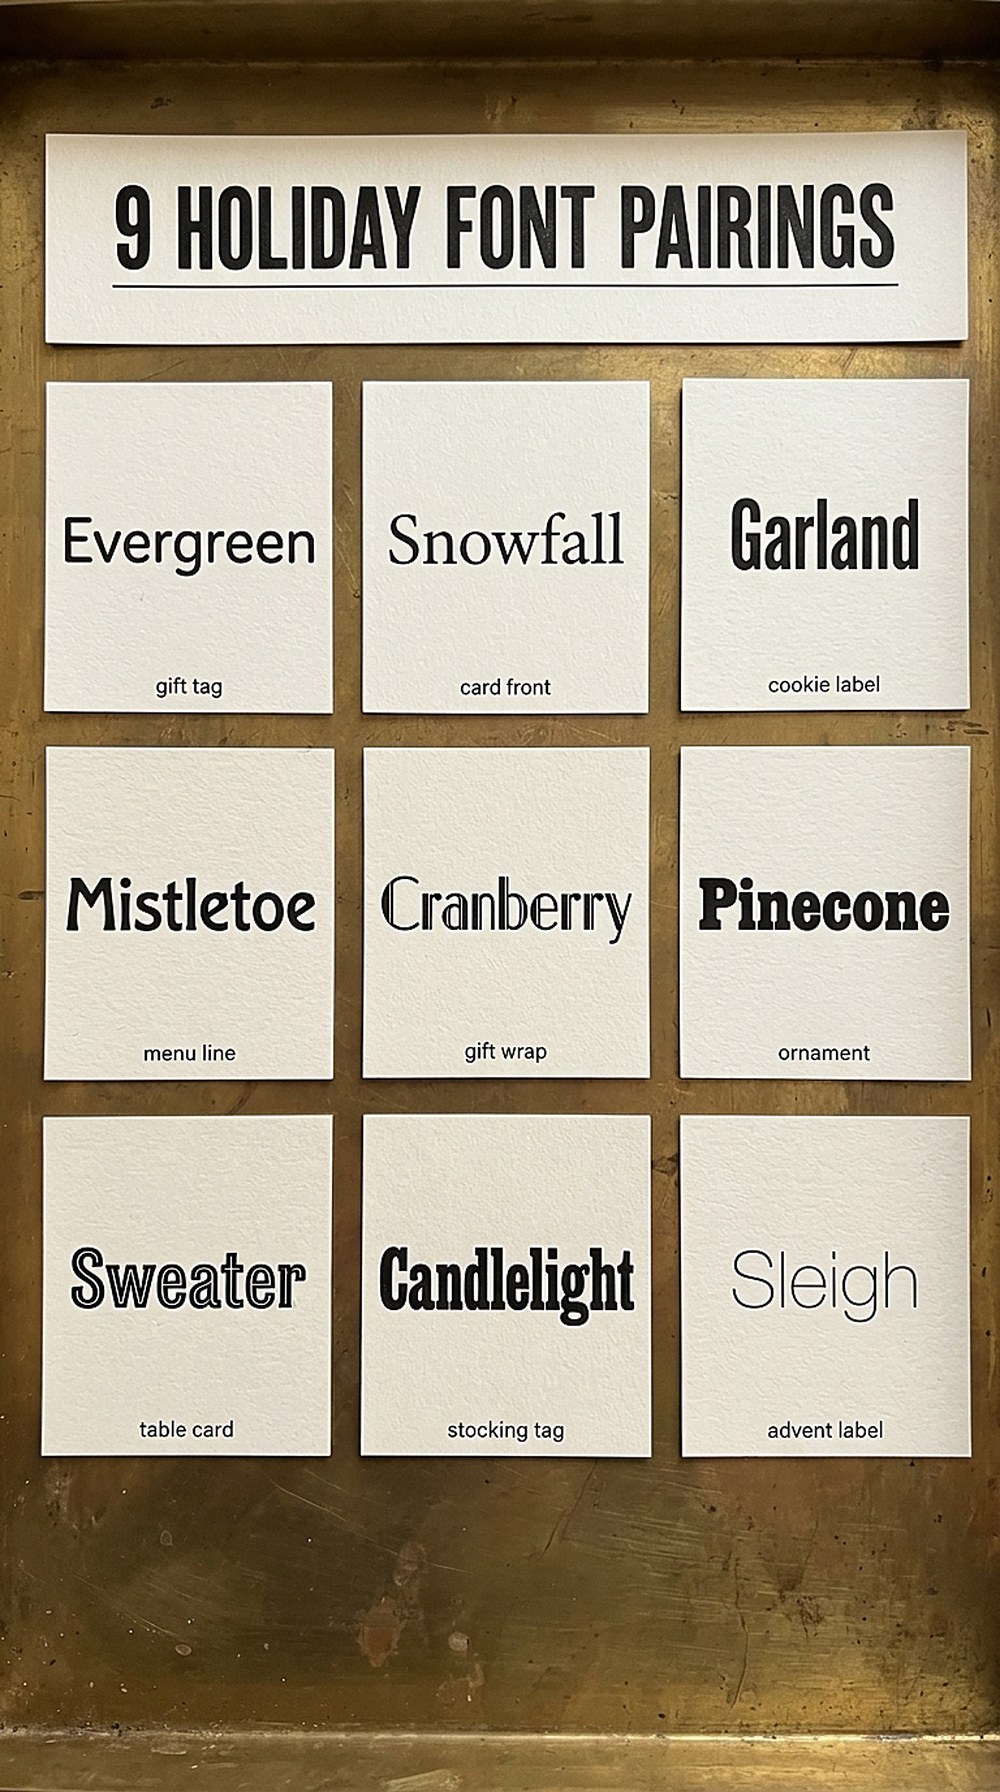 9 HOLIDAY FONT PAIRINGS
Evergreen
gift tag
Snowfall
card front
Garland
cookie label
Mistletoe
menu line
Cranberry
gift wrap
Pinecone
ornament
Sweater
table card
Candlelight
stocking tag
Sleigh
advent label